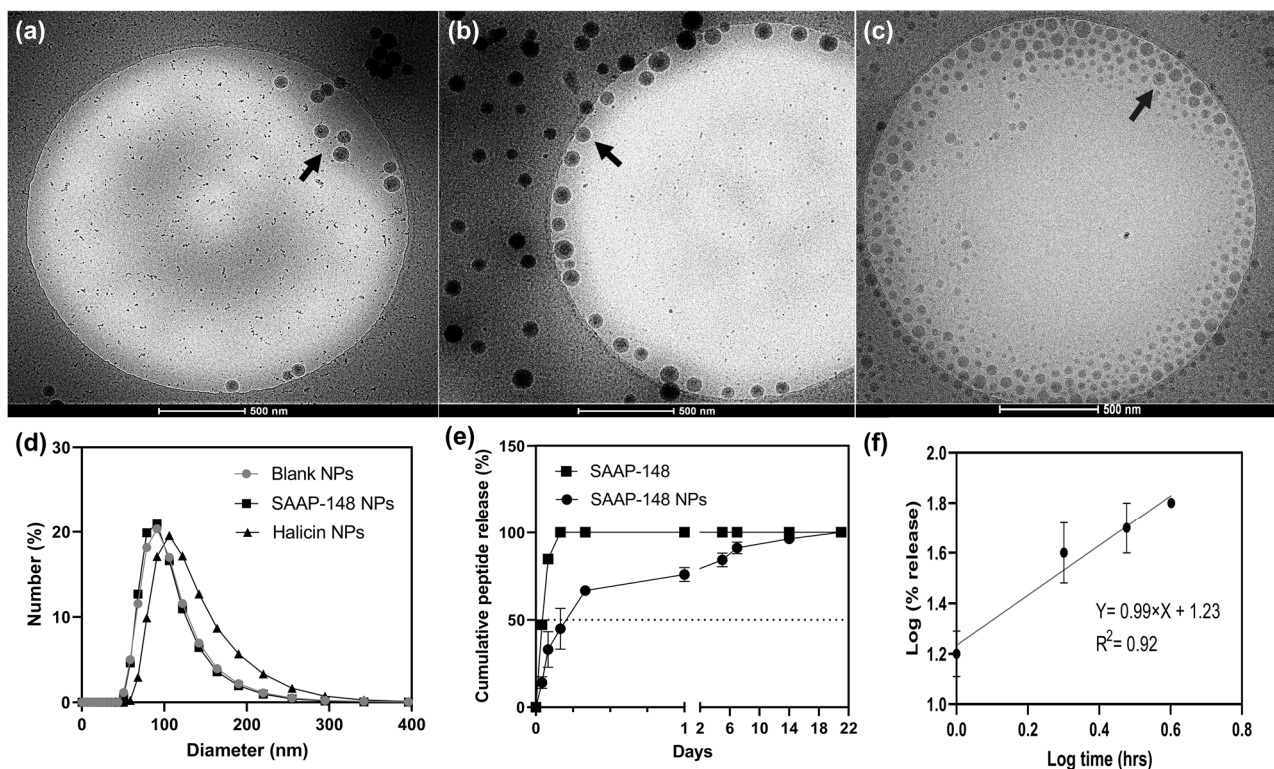 (a)
(b)
(c)
500 nm
500 nm
500 nm
(d)
30
20
10
0
Number (%)
Blank NPs
SAAP-148 NPs
Halicin NPs
0 100 200 300 400
Diameter (nm)
(e)
150
100
50
0
Cumulative peptide release (%)
SAAP-148
SAAP-148 NPs
0 1 2 6 10 14 18 22
Days
(f)
2.0
1.8
1.6
1.4
1.2
1.0
Log (% release)
Y= 0.99×X + 1.23
R²= 0.92
0.0 0.2 0.4 0.6 0.8
Log time (hrs)